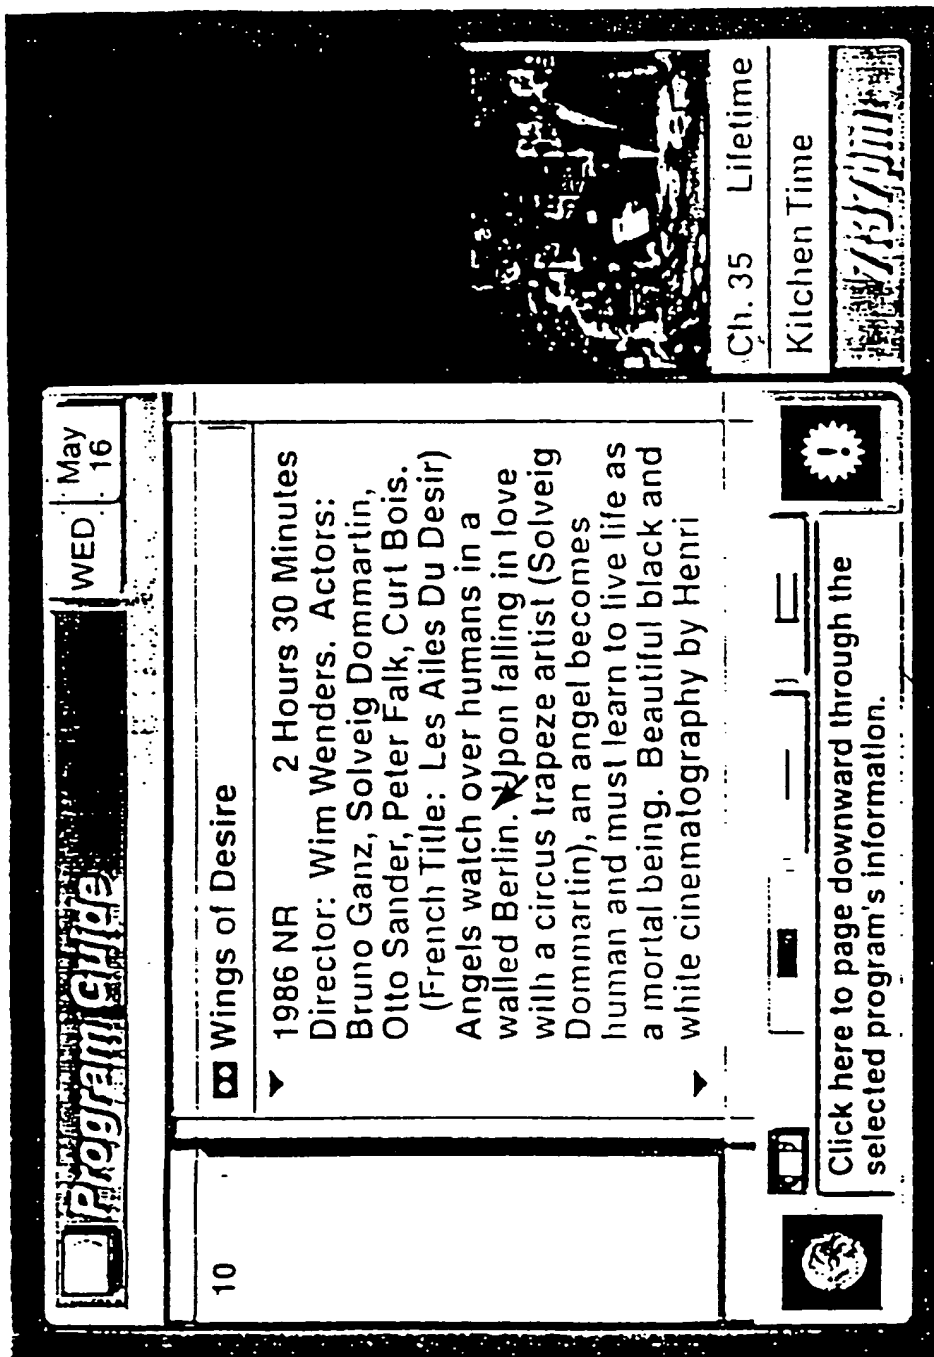 Program Guide
WED
May
16
10
Wings of Desire
1986 NR 2 Hours 30 Minutes
Director: Wim Wenders. Actors:
Bruno Ganz, Solveig Dommartin,
Otto Sander, Peter Falk, Curt Bois.
(French Title: Les Ailes Du Desir)
Angels watch over humans in a
walled Berlin. Upon falling in love
with a circus trapeze artist (Solveig
Dommartin), an angel becomes
human and must learn to live life as
a mortal being. Beautiful black and
white cinematography by Henri
Click here to page downward through the
selected program's information.
!
Ch. 35 Lifetime
Kitchen Time